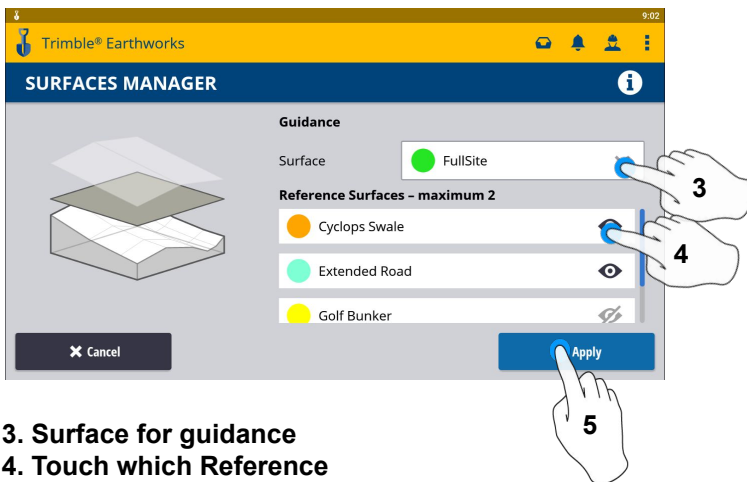 9:02
Trimble® Earthworks
SURFACES MANAGER
i
Guidance
Surface
FullSite
3
Reference Surfaces – maximum 2
Cyclops Swale
4
Extended Road
Golf Bunker
Cancel
Apply
5
3. Surface for guidance
4. Touch which Reference